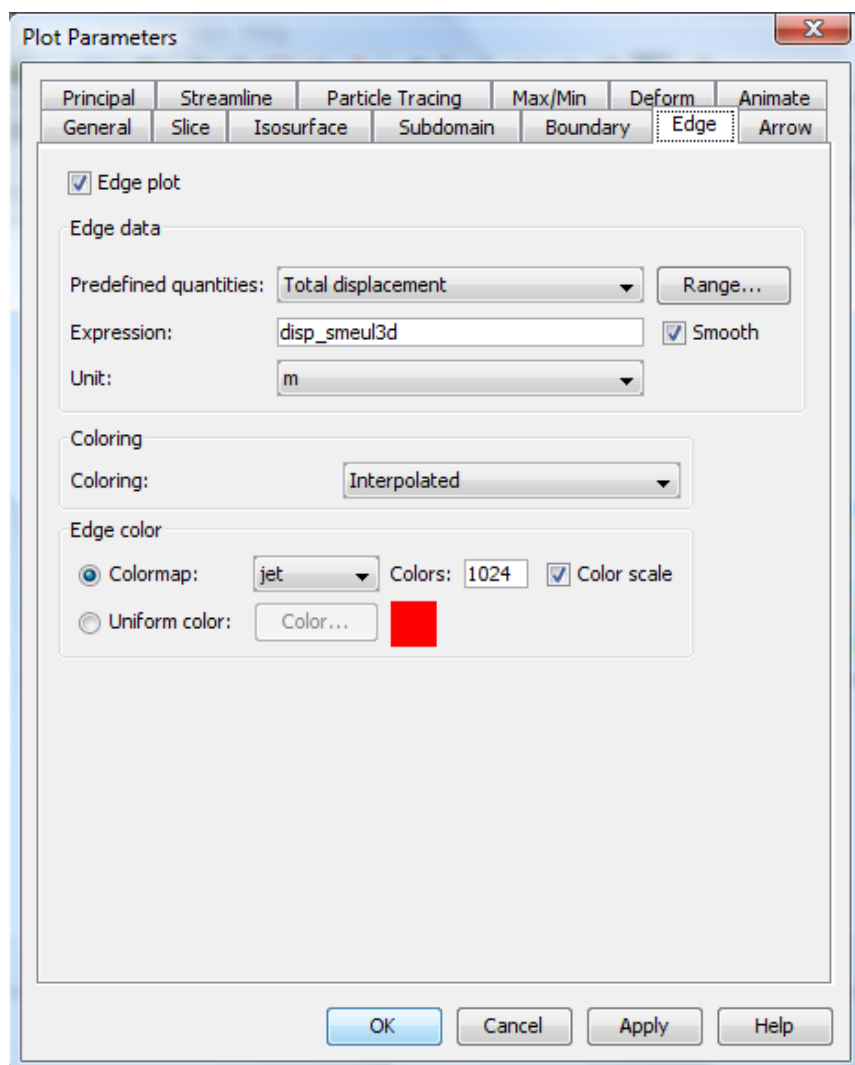 Plot Parameters
Principal Streamline Particle Tracing Max/Min Deform Animate
General Slice Isosurface Subdomain Boundary Edge Arrow
Edge plot
Edge data
Predefined quantities: Total displacement Range...
Expression: disp_smeul3d Smooth
Unit: m
Coloring
Coloring: Interpolated
Edge color
Colormap: jet Colors: 1024 Color scale
Uniform color: Color...
OK Cancel Apply Help